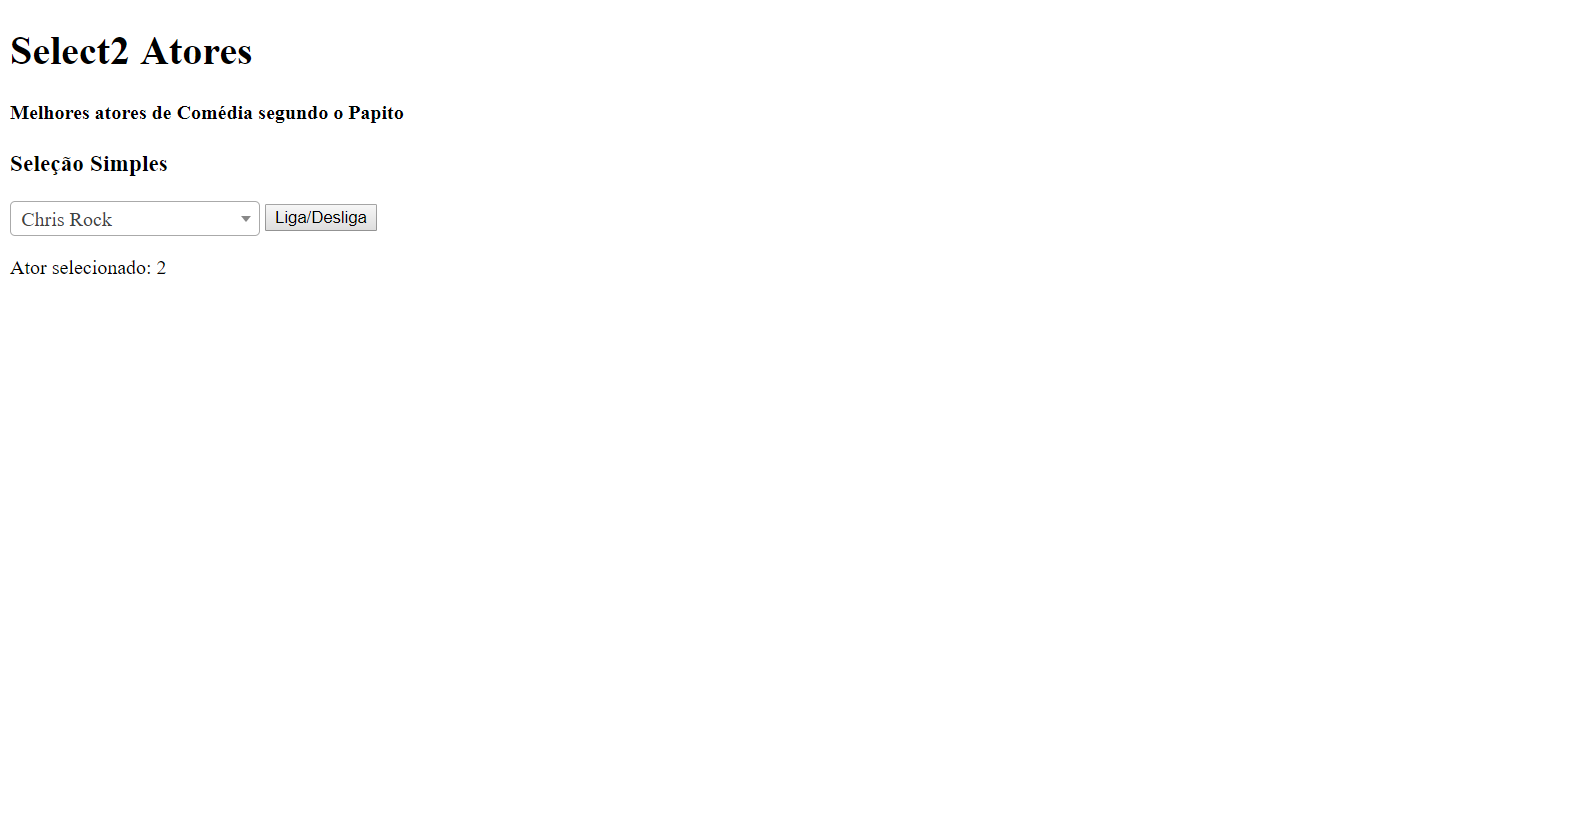 Select2 Atores
Melhores atores de Comédia segundo o Papito
Seleção Simples
Chris Rock Liga/Desliga
Ator selecionado: 2